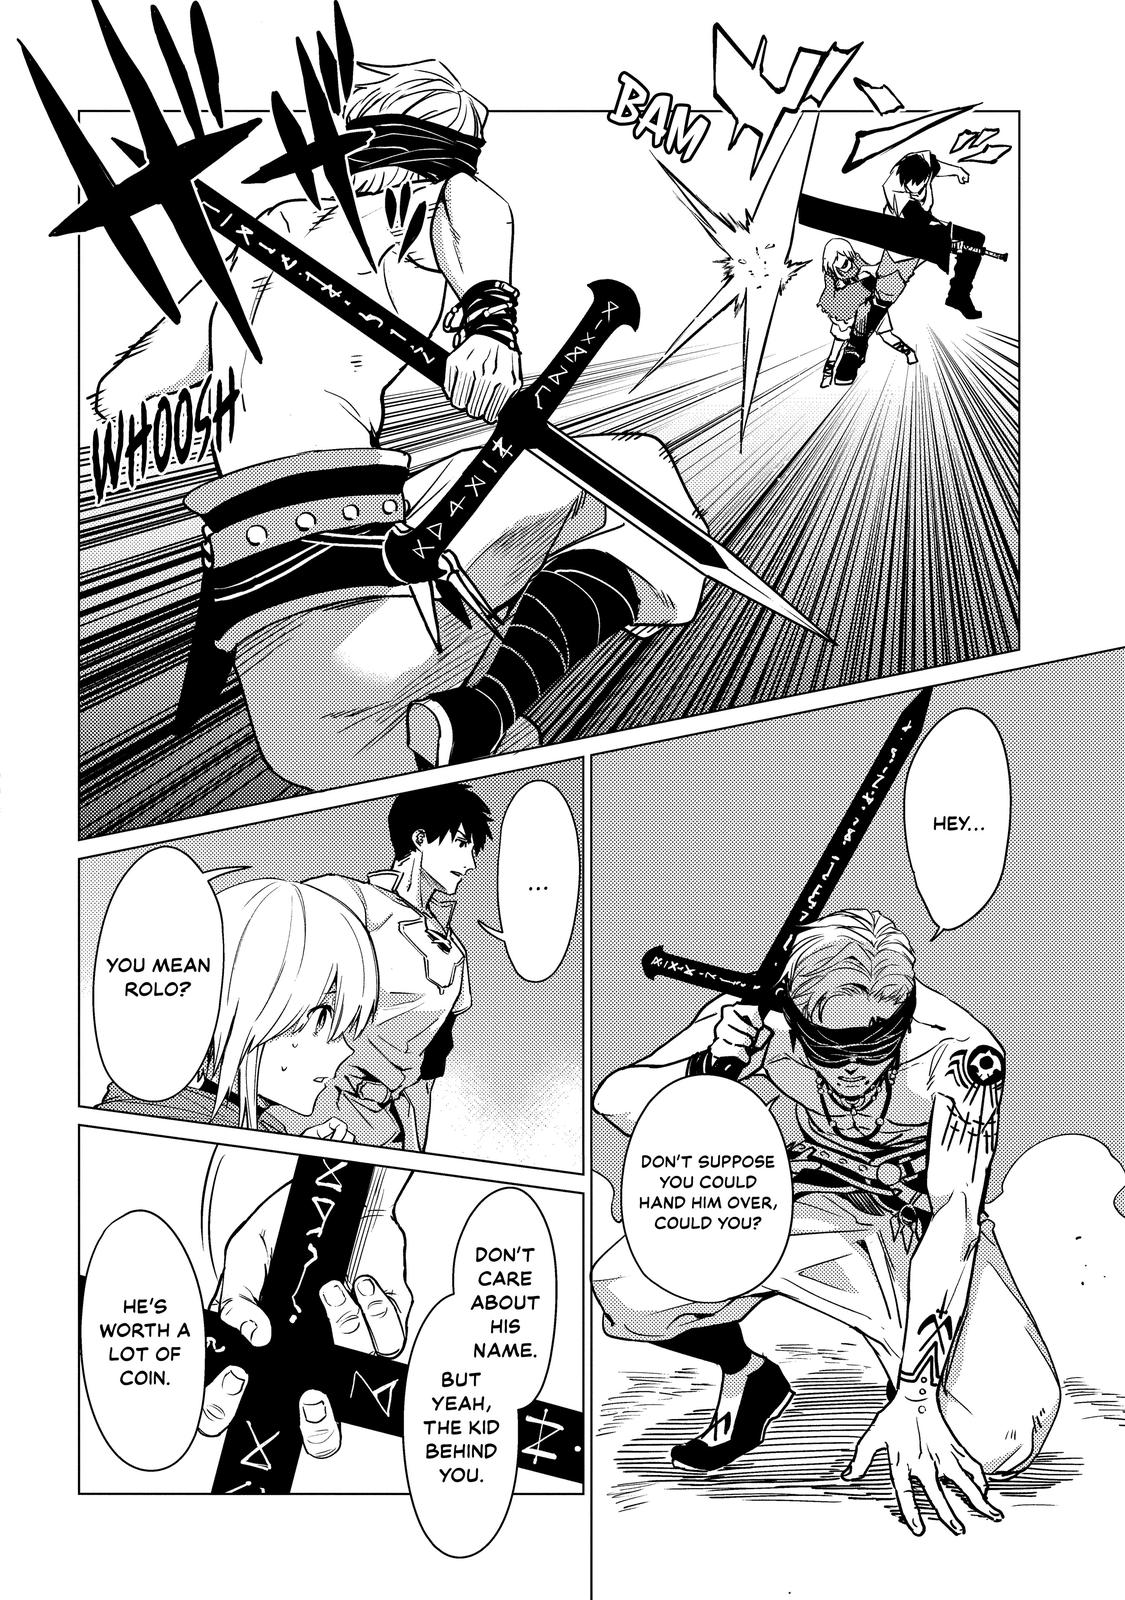 BAM
WHOOSH
HEY...
DON'T SUPPOSE
YOU COULD
HAND HIM OVER,
COULD YOU?
...
YOU MEAN
ROLO?
DON'T
CARE
ABOUT
HIS
NAME.
BUT
YEAH,
THE KID
BEHIND
YOU.
HE'S
WORTH A
LOT OF
COIN.